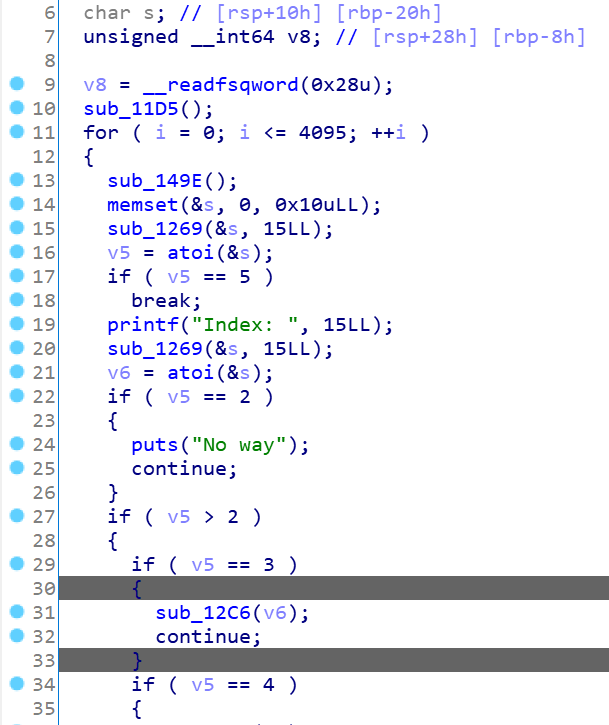 6 char s; // [rsp+10h] [rbp-20h]
7 unsigned __int64 v8; // [rsp+28h] [rbp-8h]
8
9 v8 = __readfsqword(0x28u);
10 sub_11D5();
11 for ( i = 0; i <= 4095; ++i )
12 {
13 sub_149E();
14 memset(&s, 0, 0x10uLL);
15 sub_1269(&s, 15LL);
16 v5 = atoi(&s);
17 if ( v5 == 5 )
18 break;
19 printf("Index: ", 15LL);
20 sub_1269(&s, 15LL);
21 v6 = atoi(&s);
22 if ( v5 == 2 )
23 {
24 puts("No way");
25 continue;
26 }
27 if ( v5 > 2 )
28 {
29 if ( v5 == 3 )
30 {
31 sub_12C6(v6);
32 continue;
33 }
34 if ( v5 == 4 )
35 {